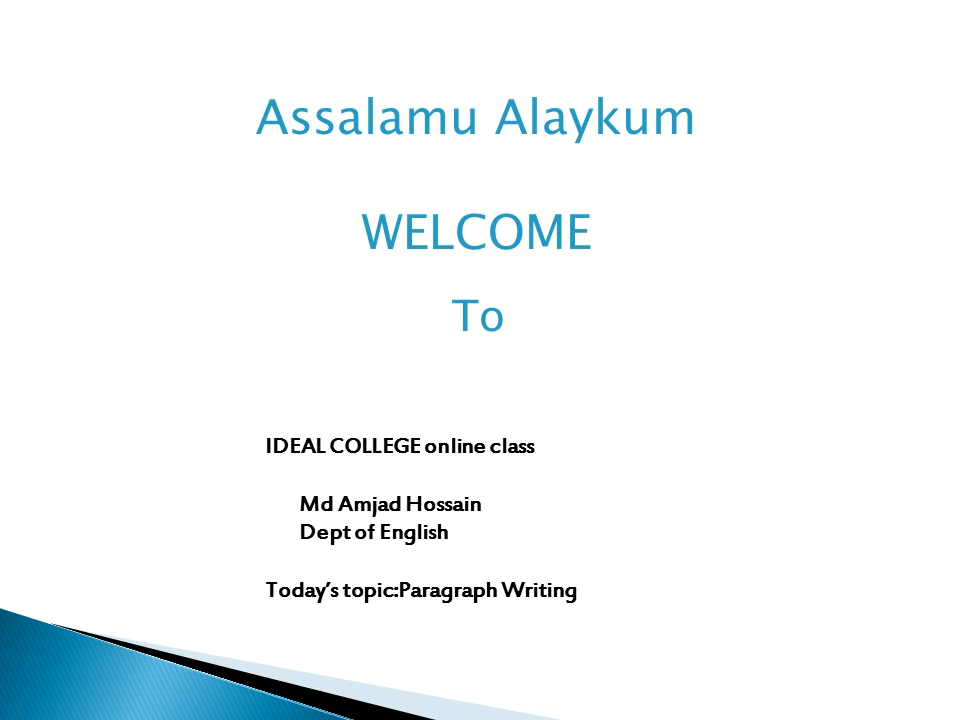 Assalamu Alaykum
WELCOME
To
IDEAL COLLEGE online class
Md Amjad Hossain
Dept of English
Today’s topic:Paragraph Writing